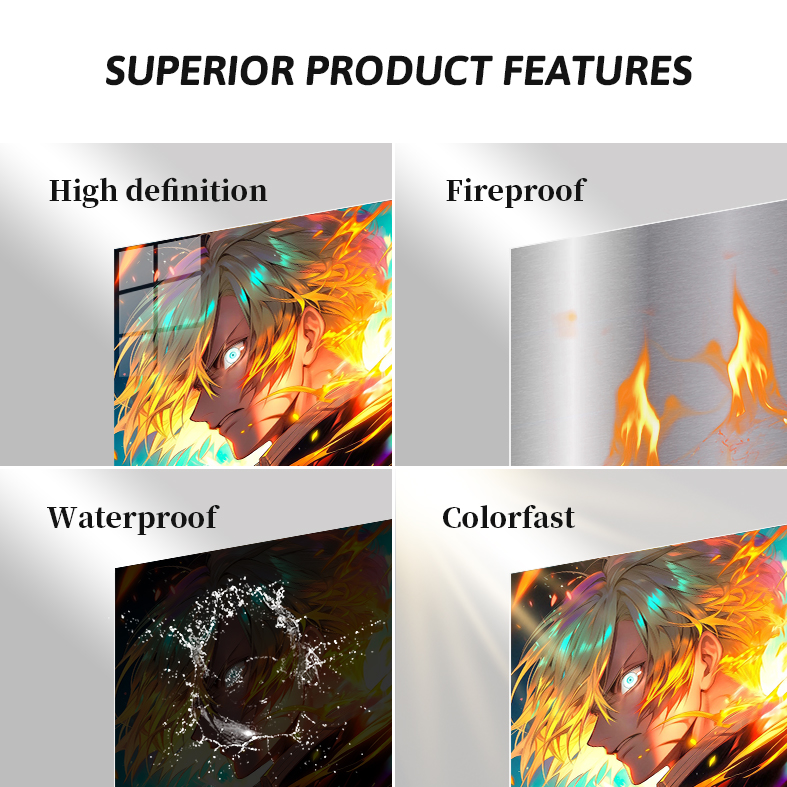 SUPERIOR PRODUCT FEATURES
High definition
Fireproof
Waterproof
Colorfast